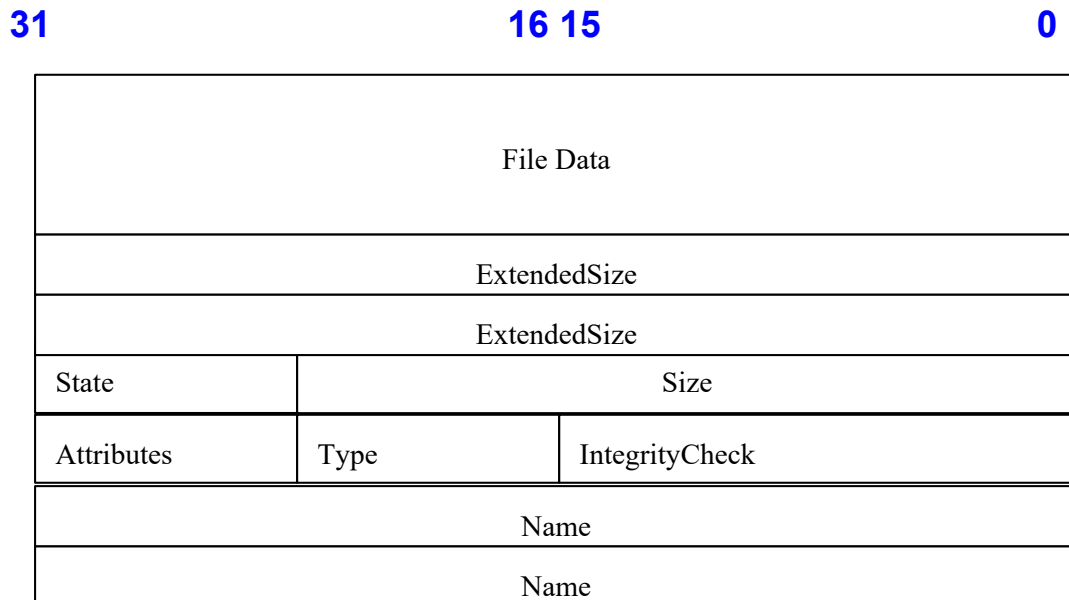 31 16 15 0
File Data
ExtendedSize
ExtendedSize
State Size
Attributes Type IntegrityCheck
Name
Name